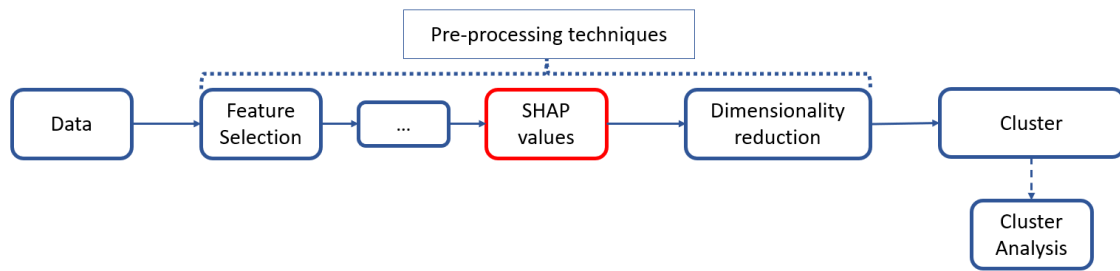 Pre-processing techniques
Data
Feature
Selection
...
SHAP
values
Dimensionality
reduction
Cluster
Cluster
Analysis